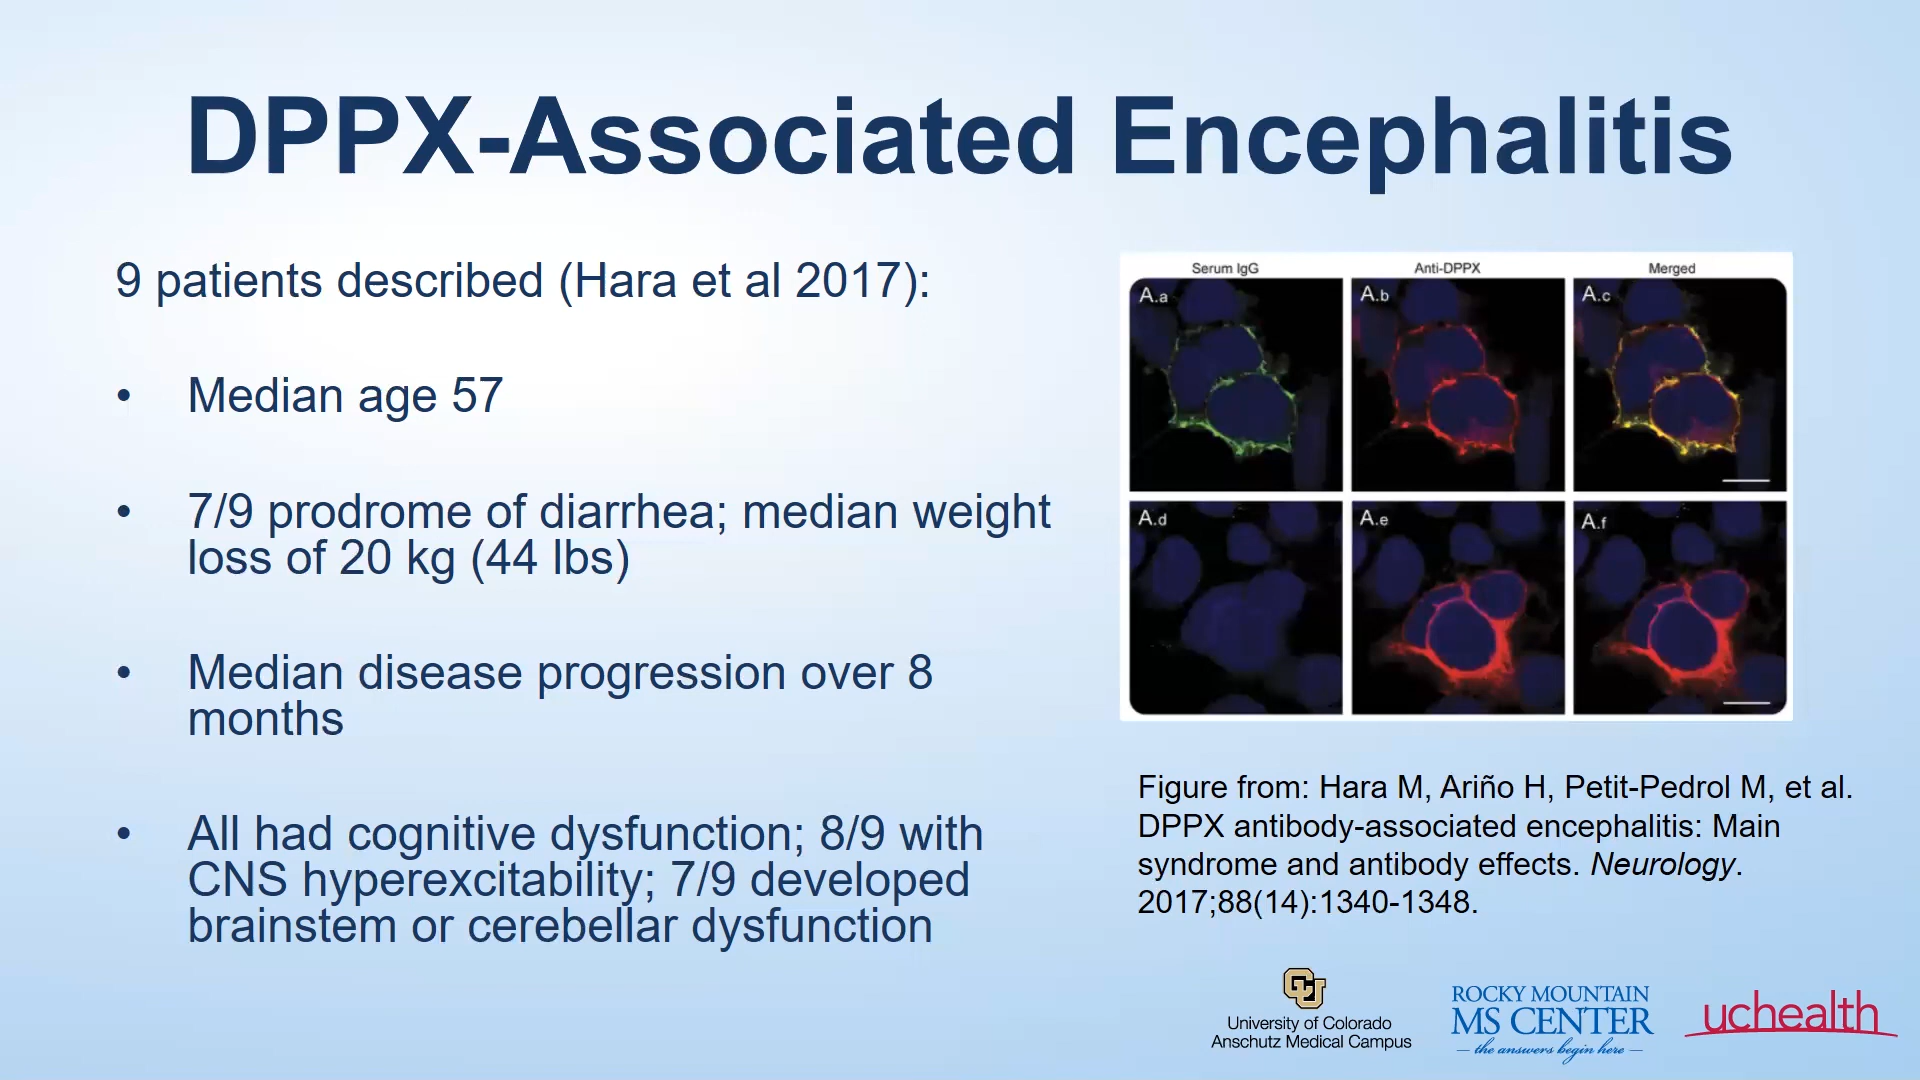 DPPX-Associated Encephalitis
9 patients described (Hara et al 2017):
• Median age 57
• 7/9 prodrome of diarrhea; median weight
loss of 20 kg (44 lbs)
• Median disease progression over 8
months
• All had cognitive dysfunction; 8/9 with
CNS hyperexcitability; 7/9 developed
brainstem or cerebellar dysfunction
Serum IgG Anti-DPPX Merged
A.a A.b A.c
A.d A.e A.f
Figure from: Hara M, Ariño H, Petit-Pedrol M, et al.
DPPX antibody-associated encephalitis: Main
syndrome and antibody effects. Neurology.
2017;88(14):1340-1348.
CU
University of Colorado
Anschutz Medical Campus
ROCKY MOUNTAIN
MS CENTER
— the answers begin here —
uchealth